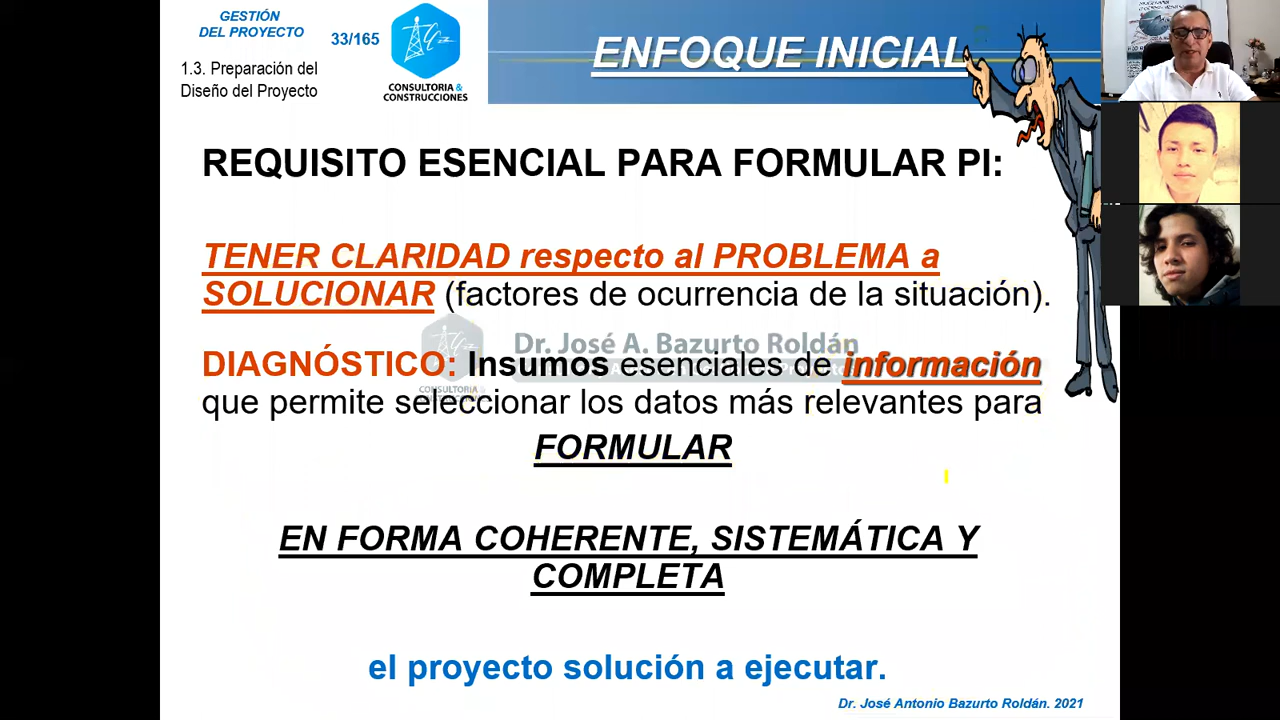 GESTIÓN
DEL PROYECTO
33/165
1.3. Preparación del
Diseño del Proyecto
CONSULTORIA&
CONSTRUCCIONES
ENFOQUE INICIAL
REQUISITO ESENCIAL PARA FORMULAR PI:
TENER CLARIDAD respecto al PROBLEMA a
SOLUCIONAR (factores de ocurrencia de la situación).
Dr. José A. Bazurto Roldán
DIAGNÓSTICO: Insumos esenciales de información
CONSULTORIA&
que permite seleccionar los datos más relevantes para
FORMULAR
EN FORMA COHERENTE, SISTEMÁTICA Y
COMPLETA
el proyecto solución a ejecutar.
Dr. José Antonio Bazurto Roldán. 2021